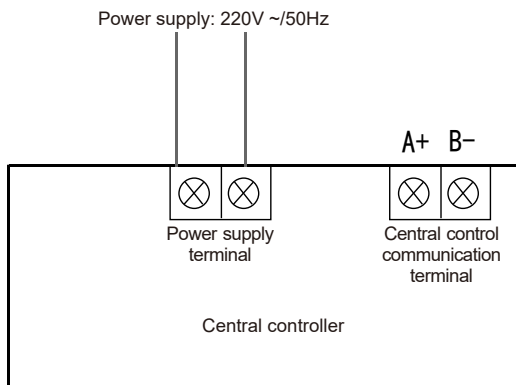 Power supply: 220V ~/50Hz
A+ B−
Power supply
terminal
Central control
communication
terminal
Central controller